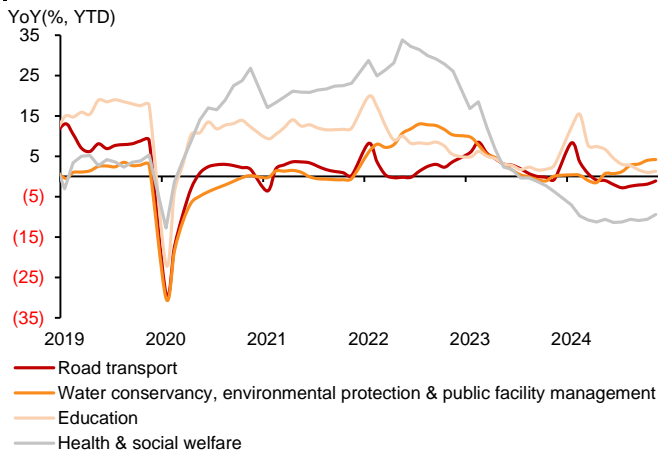 YoY(%, YTD)
35
25
15
5
(5)
(15)
(25)
(35)
2019 2020 2021 2022 2023 2024
Road transport
Water conservancy, environmental protection & public facility management
Education
Health & social welfare